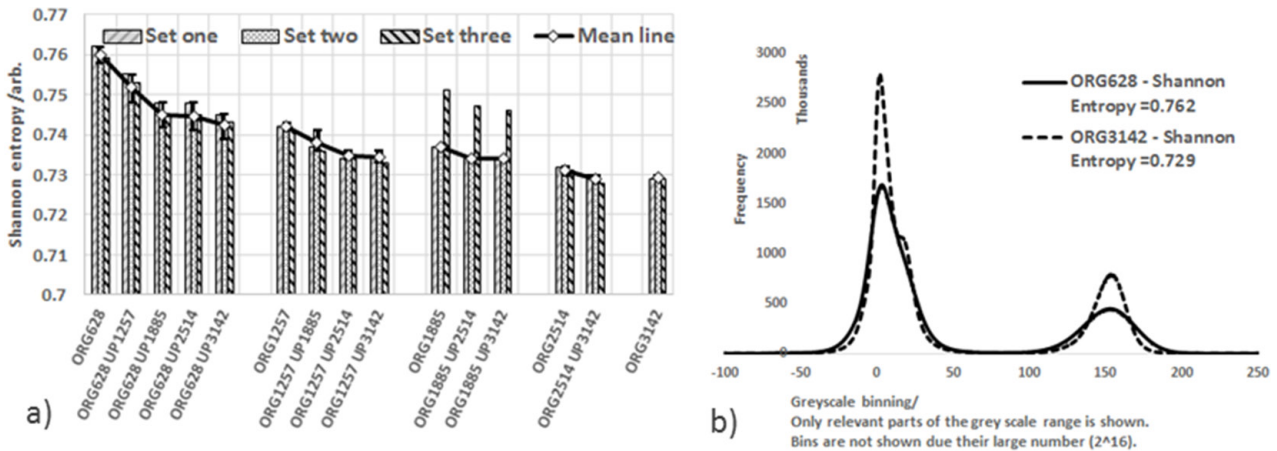 0.77
0.76
0.75
0.74
0.73
0.72
0.71
0.7
Shannon entropy /arb.
Set one
Set two
Set three
Mean line
ORG628
ORG628 UP1257
ORG628 UP1885
ORG628 UP2514
ORG628 UP3142
ORG1257
ORG1257 UP1885
ORG1257 UP2514
ORG1257 UP3142
ORG1885
ORG1885 UP2514
ORG1885 UP3142
ORG2514
ORG2514 UP3142
ORG3142
a)
3000
2500
2000
1500
1000
500
0
Thousands
Frequency
ORG628 - Shannon
Entropy =0.762
ORG3142 - Shannon
Entropy =0.729
-100
-50
0
50
100
150
200
250
Greyscale binning/
Only relevant parts of the grey scale range is shown.
Bins are not shown due their large number (2^16).
b)